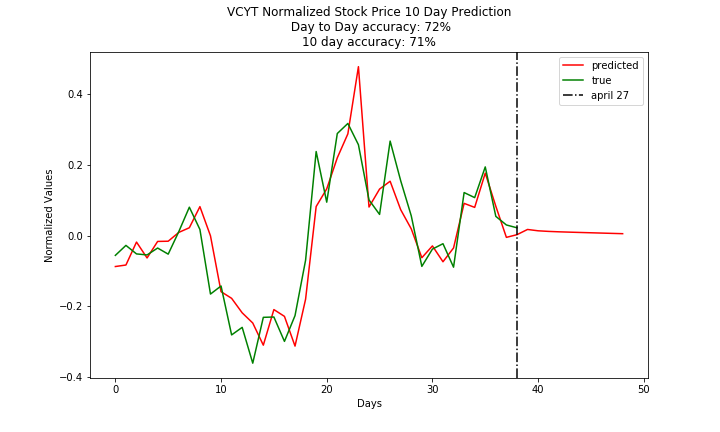 VCYT Normalized Stock Price 10 Day Prediction
Day to Day accuracy: 72%
10 day accuracy: 71%
predicted
true
april 27
Normalized Values
0.4
0.2
0.0
−0.2
−0.4
0
10
20
30
40
50
Days